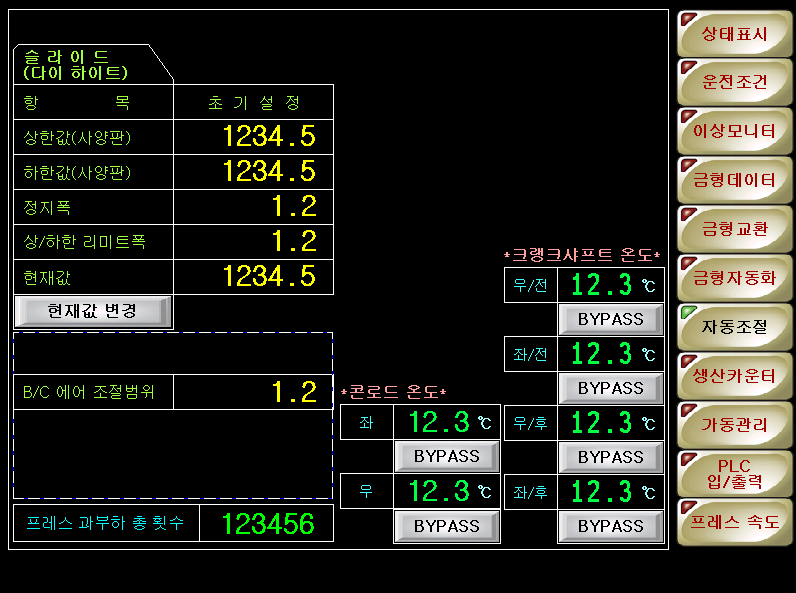 슬 라 이 드
(다이 하이트)
항 목 초 기 설 정
상한값(사양판) 1234.5
하한값(사양판) 1234.5
정지폭 1.2
상/하한 리미트폭 1.2
현재값 1234.5
현재값 변경
B/C 에어 조절범위 1.2
프레스 과부하 총 횟수 123456
*콘로드 온도*
좌 12.3 ℃
BYPASS
우 12.3 ℃
BYPASS
*크랭크샤프트 온도*
우/전 12.3 ℃
BYPASS
좌/전 12.3 ℃
BYPASS
우/후 12.3 ℃
BYPASS
좌/후 12.3 ℃
BYPASS
상태표시
운전조건
이상모니터
금형데이터
금형교환
금형자동화
자동조절
생산카운터
가동관리
PLC
입/출력
프레스 속도